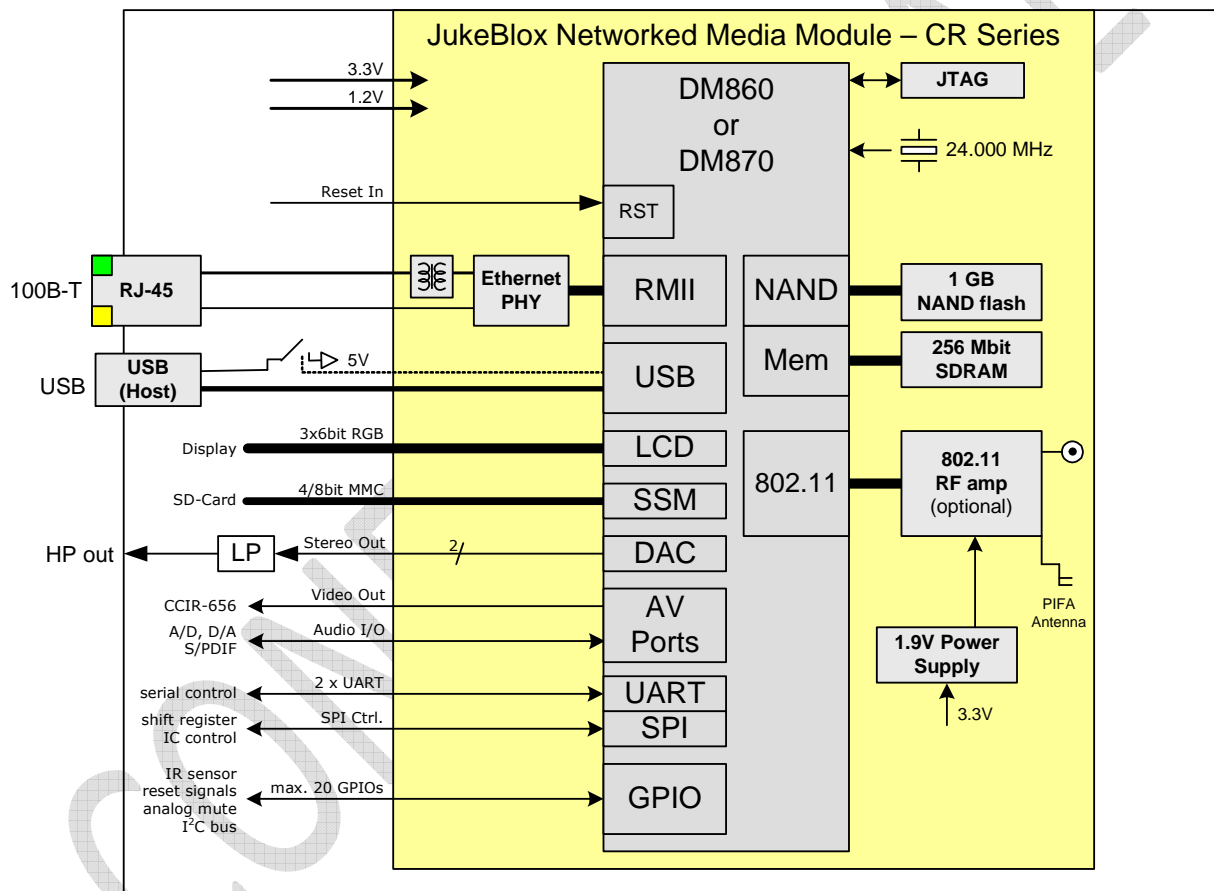 JukeBlox Networked Media Module – CR Series
3.3V
1.2V
DM860
or
DM870
JTAG
24.000 MHz
Reset In
RST
100B-T
RJ-45
Ethernet
PHY
RMII
NAND
1 GB
NAND flash
USB
USB
(Host)
5V
USB
Mem
256 Mbit
SDRAM
Display
3x6bit RGB
LCD
802.11
802.11
RF amp
(optional)
SD-Card
4/8bit MMC
SSM
HP out
LP
Stereo Out
2
DAC
PIFA
Antenna
CCIR-656
Video Out
A/D, D/A
S/PDIF
Audio I/O
AV
Ports
1.9V Power
Supply
3.3V
serial control
2 x UART
UART
shift register
IC control
SPI Ctrl.
SPI
IR sensor
reset signals
analog mute
I²C bus
max. 20 GPIOs
GPIO